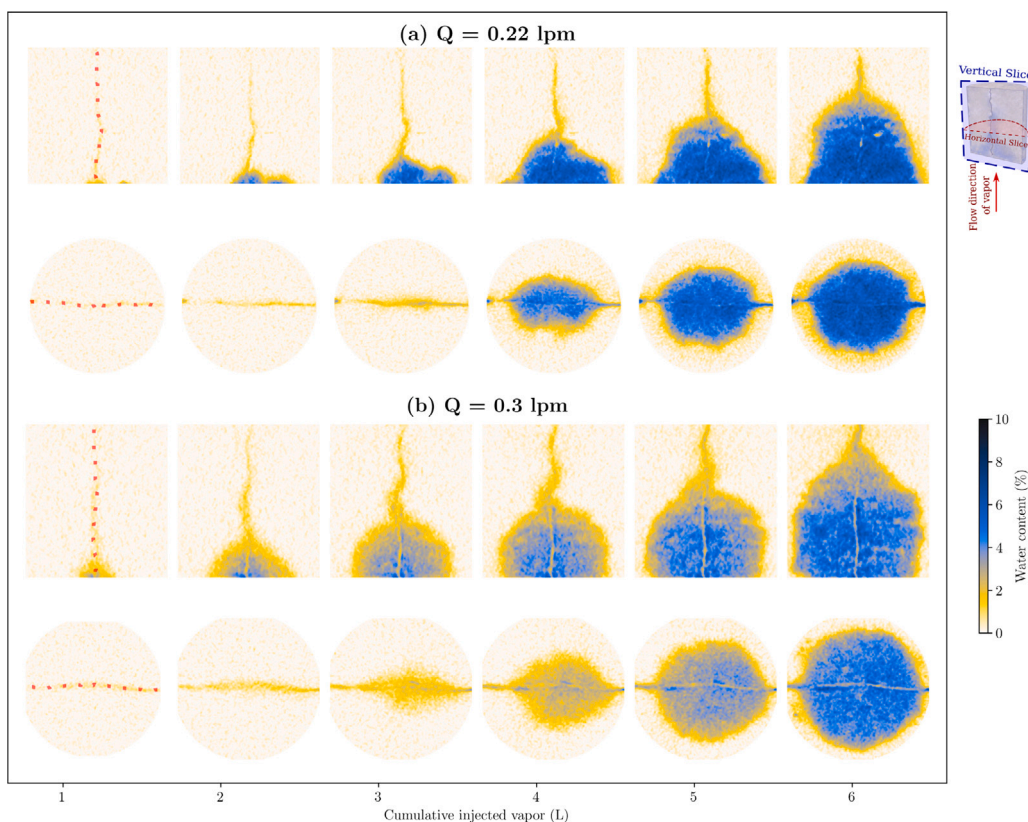 (a) Q = 0.22 lpm
Vertical Slice
Horizontal Slice
Flow direction
of vapor
(b) Q = 0.3 lpm
10
8
6
4
2
0
Water content (%)
1 2 3 4 5 6
Cumulative injected vapor (L)